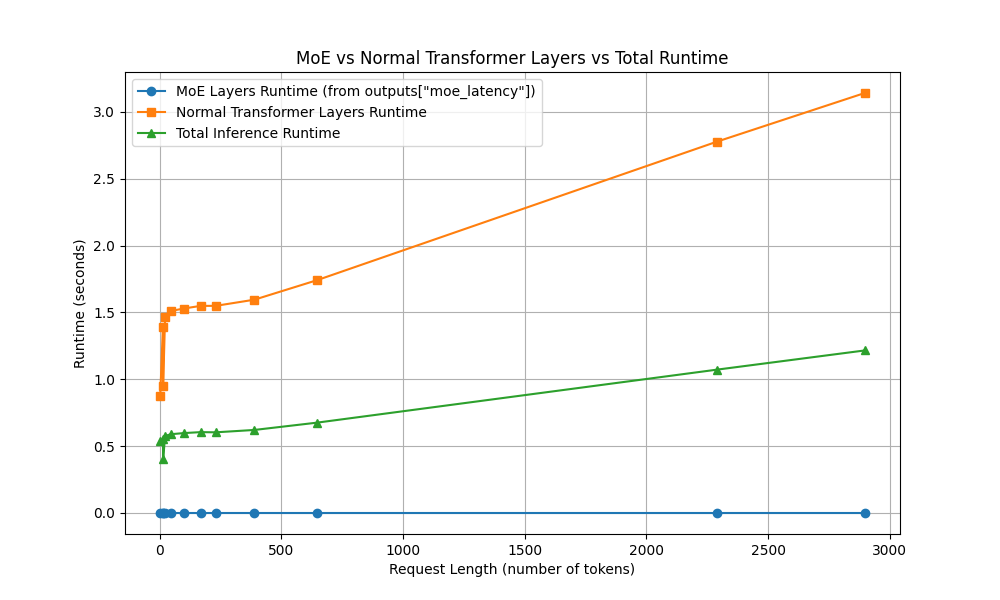 MoE vs Normal Transformer Layers vs Total Runtime
MoE Layers Runtime (from outputs["moe_latency"])
Normal Transformer Layers Runtime
Total Inference Runtime
Runtime (seconds)
3.0
2.5
2.0
1.5
1.0
0.5
0.0
0
500
1000
1500
2000
2500
3000
Request Length (number of tokens)